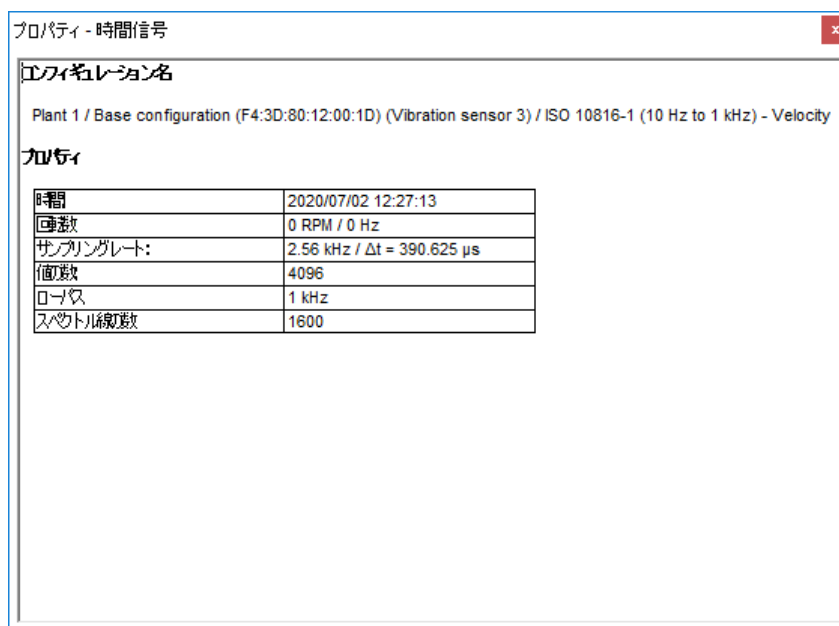 プロパティ - 時間信号
x
コンフィギュレーション名
Plant 1 / Base configuration (F4:3D:80:12:00:1D) (Vibration sensor 3) / ISO 10816-1 (10 Hz to 1 kHz) - Velocity
プロパティ
時間 2020/07/02 12:27:13
回転数 0 RPM / 0 Hz
サンプリングレート: 2.56 kHz / Δt = 390.625 µs
値の数 4096
ローパス 1 kHz
スペクトル線の数 1600